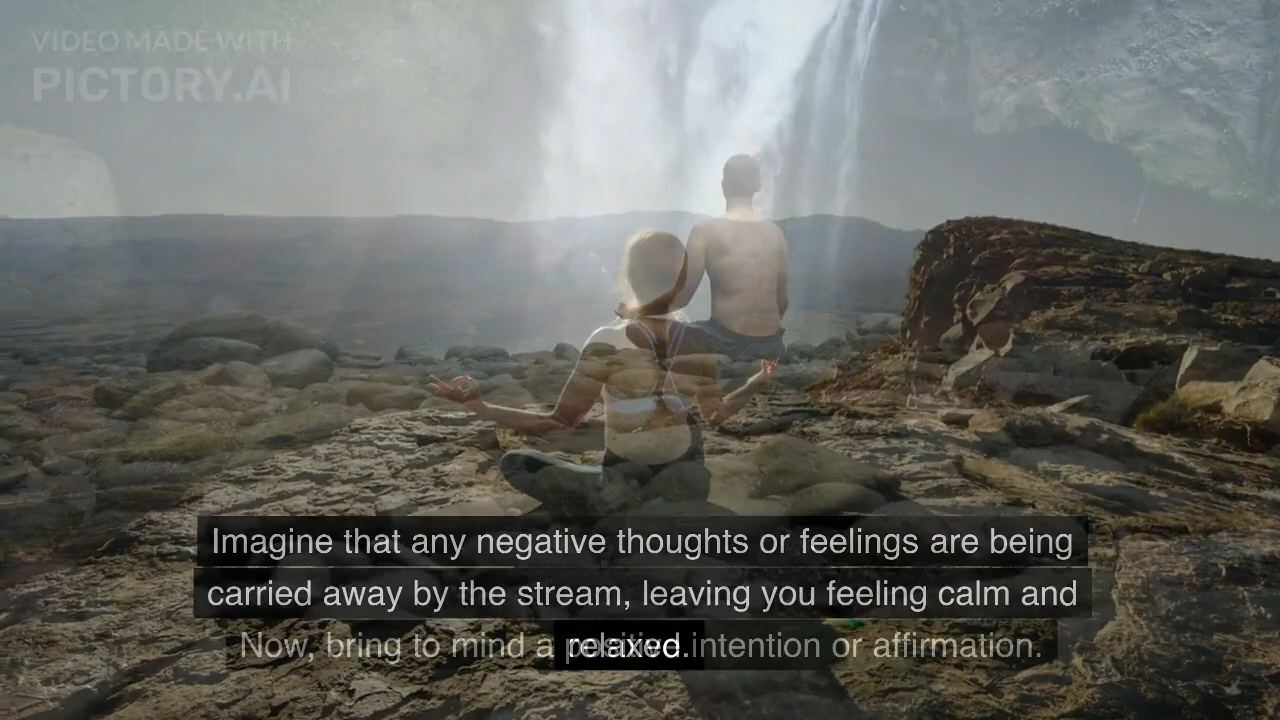 VIDEO MADE WITH
PICTORY.AI
Imagine that any negative thoughts or feelings are being
carried away by the stream, leaving you feeling calm and
relaxed.
Now, bring to mind a positive intention or affirmation.